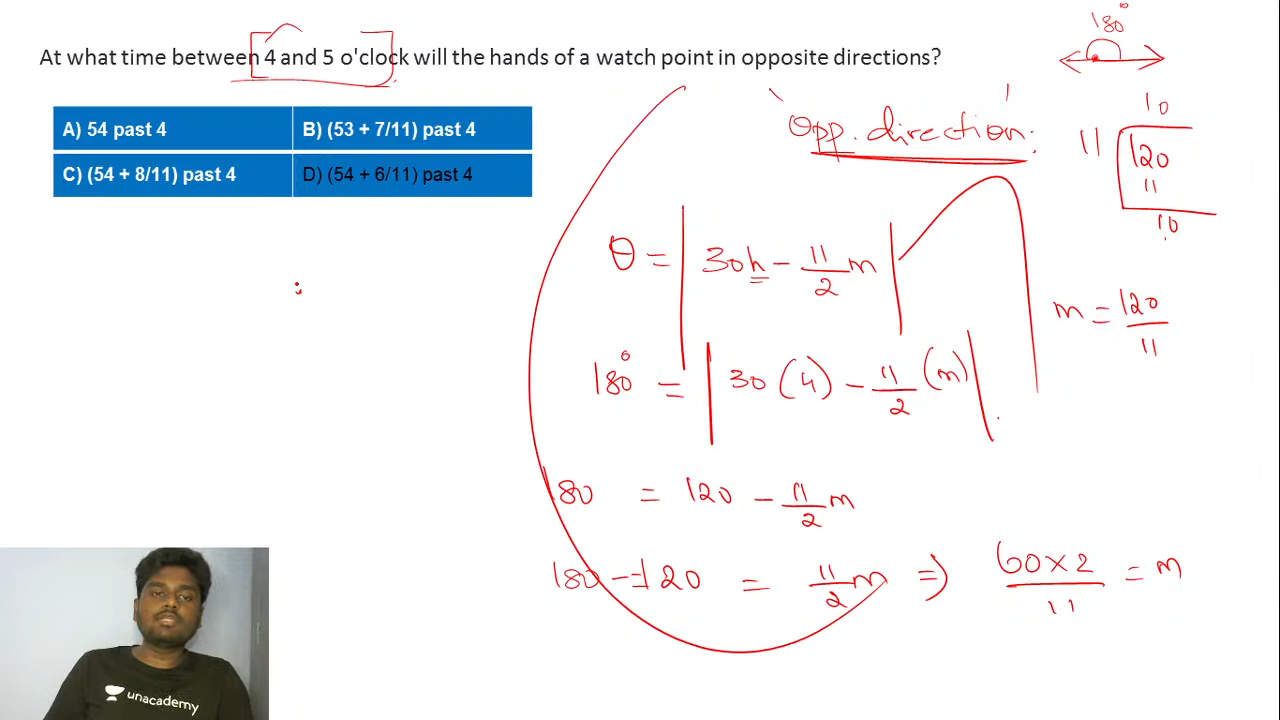 At what time between 4 and 5 o'clock will the hands of a watch point in opposite directions?
180°
A) 54 past 4
B) (53 + 7/11) past 4
C) (54 + 8/11) past 4
D) (54 + 6/11) past 4
Opp. direction:
10
11 120
11
10
θ = | 30h - 11/2 m |
m = 120/11
180° = | 30 (4) - 11/2 (m) |
180 = 120 - 11/2 m
180 - 120 = 11/2 m ⇒ 60 × 2 / 11 = m
unacademy